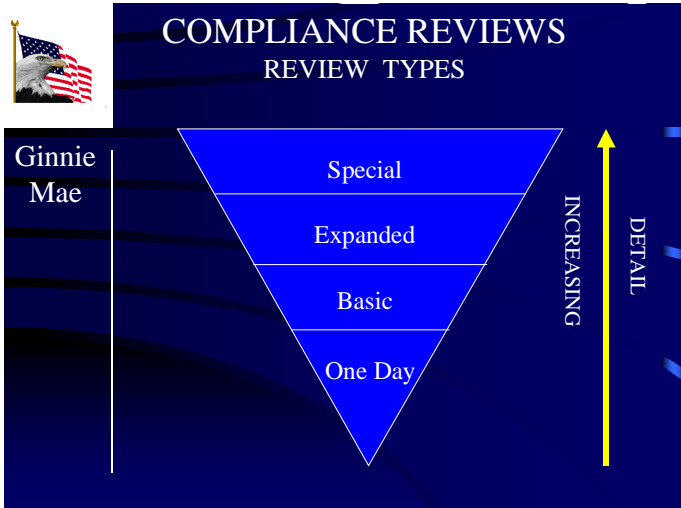 COMPLIANCE REVIEWS
REVIEW TYPES
Ginnie
Mae
Special
Expanded
Basic
One Day
INCREASING
DETAIL